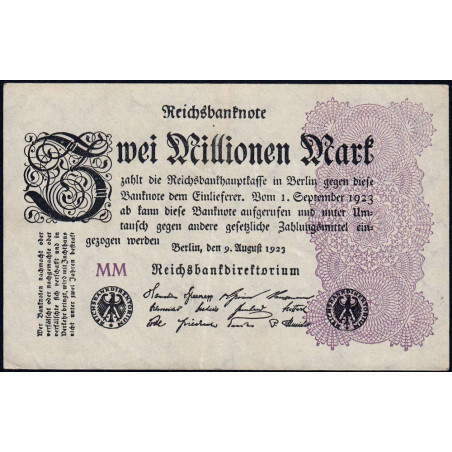 Reichsbanknote
Zwei Millionen Mark
zahlt die Reichsbankhauptkasse in Berlin gegen diese
Banknote dem Einlieferer. Vom 1. September 1923
ab kann diese Banknote aufgerufen und unter Um-
tausch gegen andere gesetzliche Zahlungsmittel ein-
gezogen werden
Berlin, den 9. August 1923
MM
Reichsbankdirektorium
Wer Banknoten nachmacht oder
verfälscht oder nachgemachte oder
verfälschte sich verschafft und in
Verkehr bringt, wird mit Zuchthaus
nicht unter zwei Jahren bestraft
REICHSBANKDIREKTORIUM
REICHSBANKDIREKTORIUM